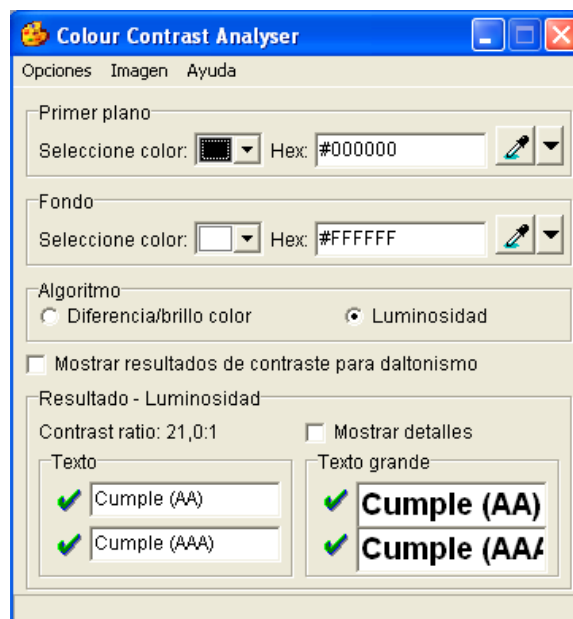 Colour Contrast Analyser
Opciones Imagen Ayuda
Primer plano
Seleccione color: Hex: #000000
Fondo
Seleccione color: Hex: #FFFFFF
Algoritmo
Diferencia/brillo color Luminosidad
Mostrar resultados de contraste para daltonismo
Resultado - Luminosidad
Contrast ratio: 21,0:1 Mostrar detalles
Texto Texto grande
Cumple (AA) Cumple (AA)
Cumple (AAA) Cumple (AAA